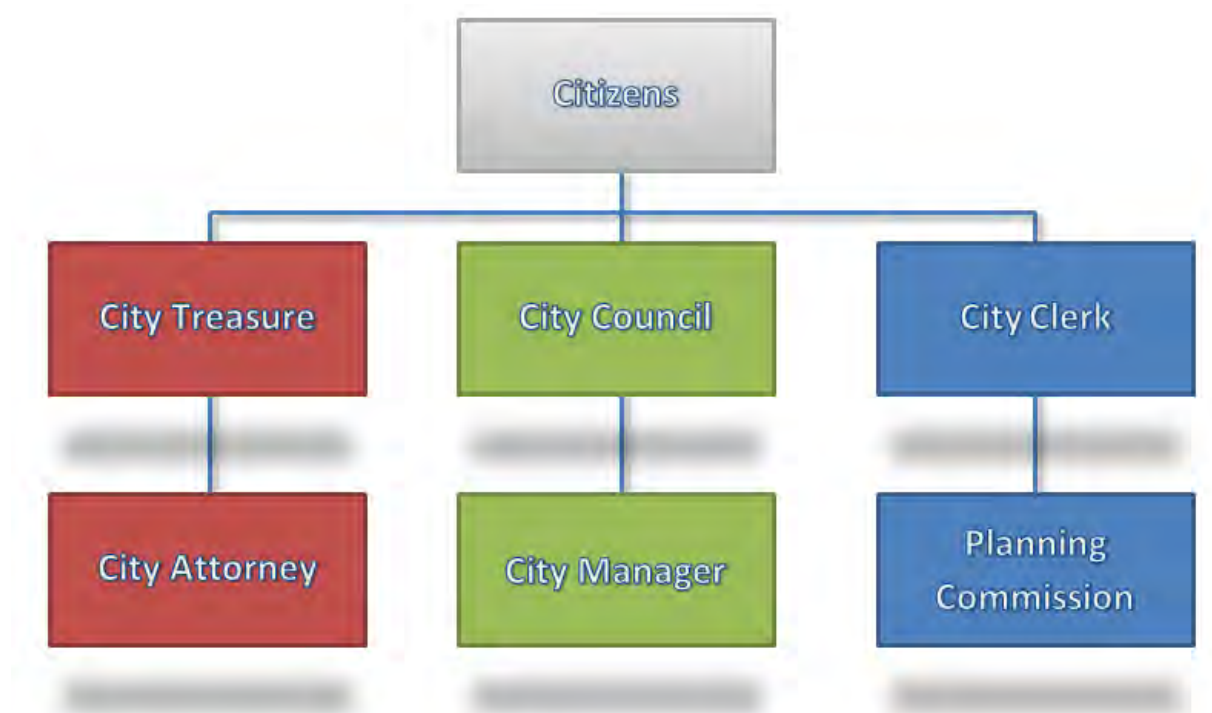 Citizens
City Treasure
City Council
City Clerk
City Attorney
City Manager
Planning
Commission